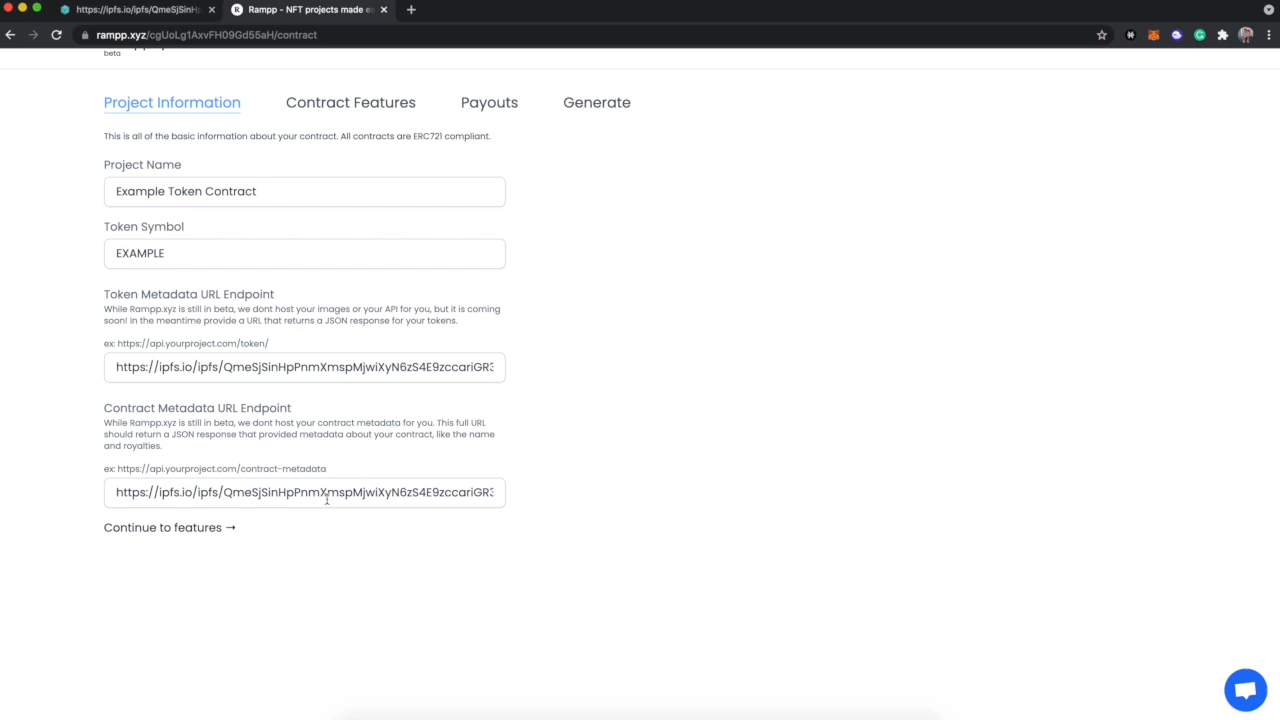 https://ipfs.io/ipfs/QmeSjSinH
Rampp - NFT projects made ea
rampp.xyz/cgUoLg1AxvFH09Gd55aH/contract
beta
Project Information
Contract Features
Payouts
Generate
This is all of the basic information about your contract. All contracts are ERC721 compliant.
Project Name
Example Token Contract
Token Symbol
EXAMPLE
Token Metadata URL Endpoint
While Rampp.xyz is still in beta, we dont host your images or your API for you, but it is coming
soon! In the meantime provide a URL that returns a JSON response for your tokens.
ex: https://api.yourproject.com/token/
https://ipfs.io/ipfs/QmeSjSinHpPnmXmspMjwiXyN6zS4E9zccariGR3
Contract Metadata URL Endpoint
While Rampp.xyz is still in beta, we dont host your contract metadata for you. This full URL
should return a JSON response that provided metadata about your contract, like the name
and royalties.
ex: https://api.yourproject.com/contract-metadata
https://ipfs.io/ipfs/QmeSjSinHpPnmXmspMjwiXyN6zS4E9zccariGR3
Continue to features →